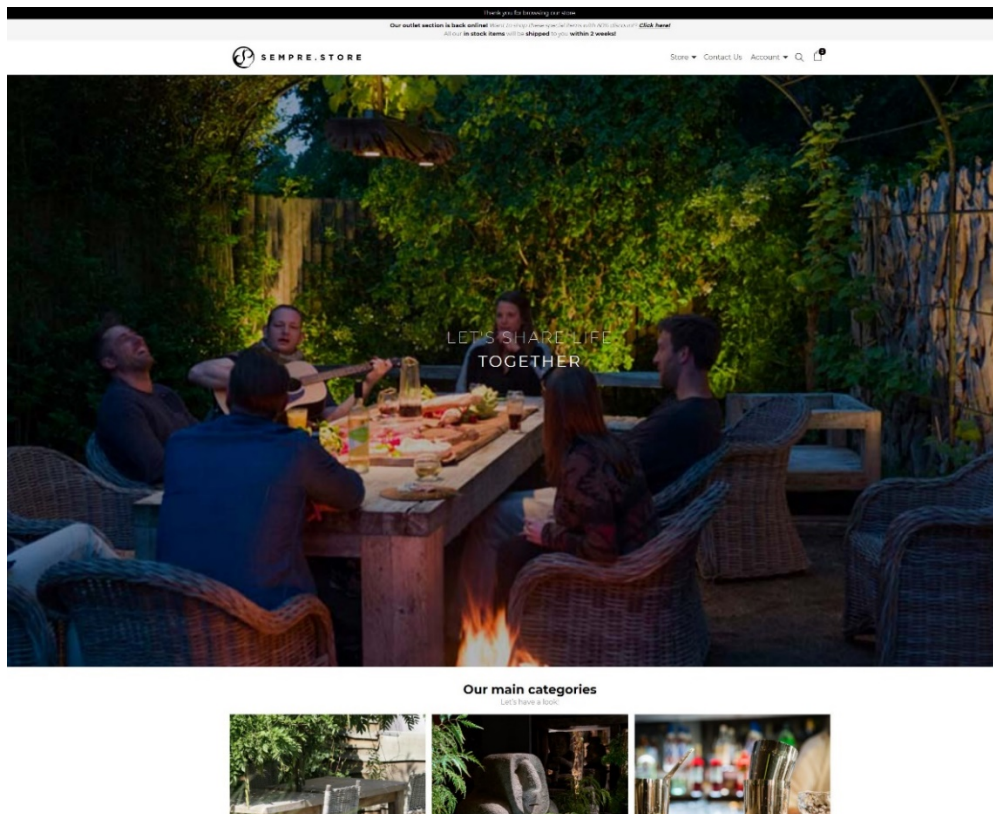 Thank you for browsing our store
Our outlet section is back online! Want to shop these special items with 40% discount? Click here!
All our in stock items will be shipped to you within 2 weeks!
SEMPRE.STORE
Store Contact Us Account
LET'S SHARE LIFE
TOGETHER
Our main categories
Let's have a look